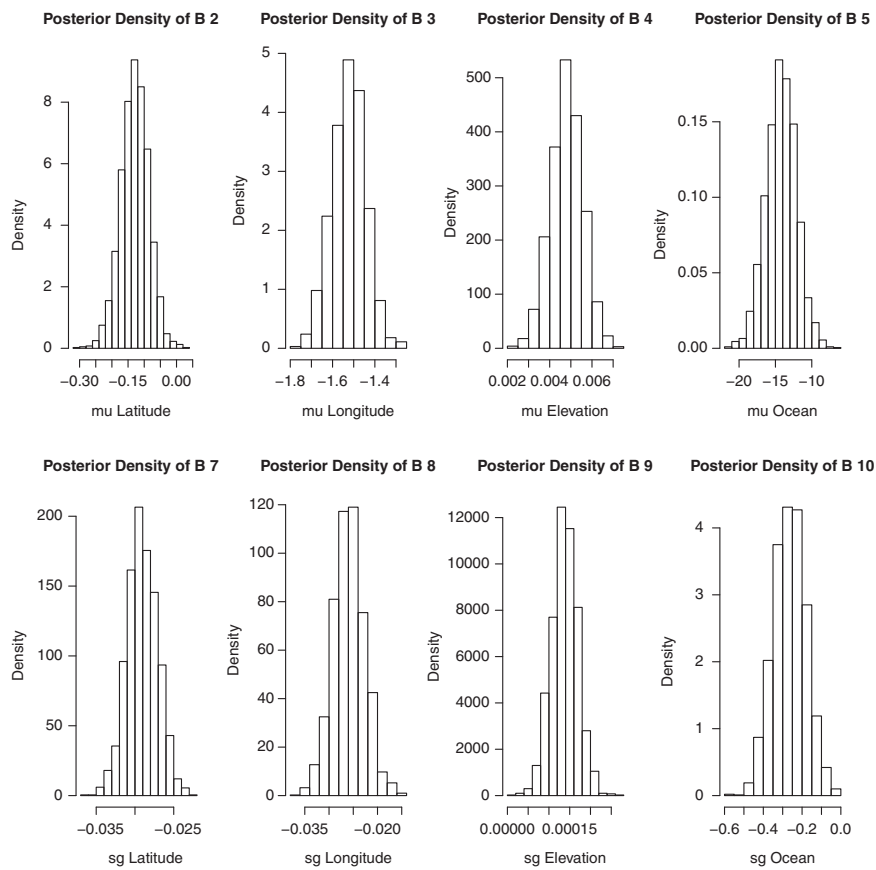 Posterior Density of B 2
Posterior Density of B 3
Posterior Density of B 4
Posterior Density of B 5
Density
0 2 4 6 8
−0.30 −0.15 0.00
mu Latitude
Density
0 1 2 3 4 5
−1.8 −1.6 −1.4
mu Longitude
Density
0 100 200 300 400 500
0.002 0.004 0.006
mu Elevation
Density
0.00 0.05 0.10 0.15
−20 −15 −10
mu Ocean
Posterior Density of B 7
Posterior Density of B 8
Posterior Density of B 9
Posterior Density of B 10
Density
0 50 100 150 200
−0.035 −0.025
sg Latitude
Density
0 20 40 60 80 100 120
−0.035 −0.020
sg Longitude
Density
0 2000 4000 6000 8000 10000 12000
0.00000 0.00015
sg Elevation
Density
0 1 2 3 4
−0.6 −0.4 −0.2 0.0
sg Ocean